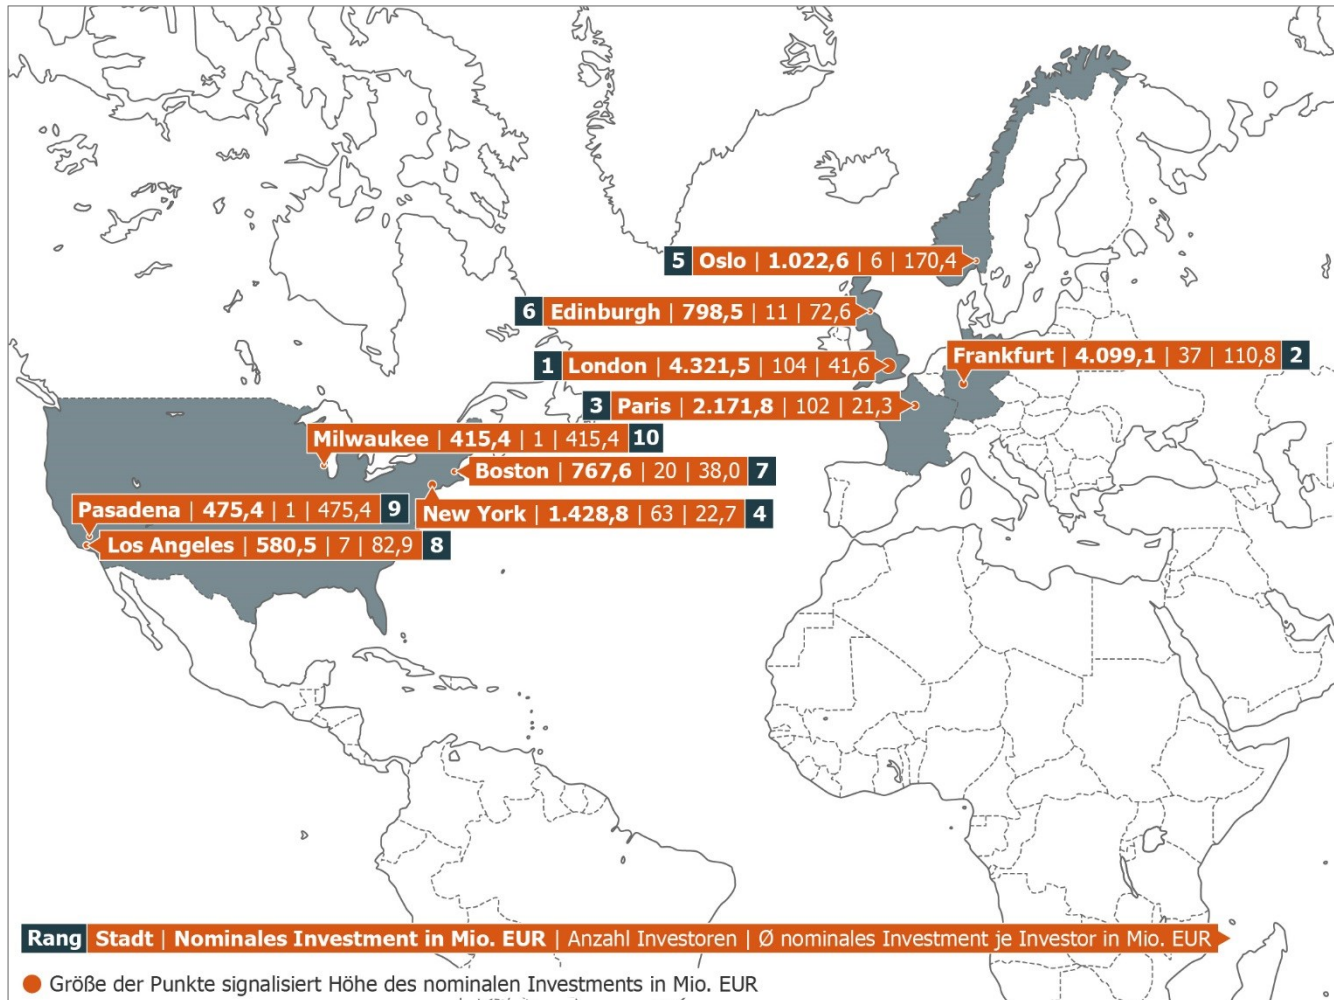 5 Oslo | 1.022,6 | 6 | 170,4
6 Edinburgh | 798,5 | 11 | 72,6
1 London | 4.321,5 | 104 | 41,6
Frankfurt | 4.099,1 | 37 | 110,8 2
3 Paris | 2.171,8 | 102 | 21,3
Milwaukee | 415,4 | 1 | 415,4 10
Boston | 767,6 | 20 | 38,0 7
Pasadena | 475,4 | 1 | 475,4 9
New York | 1.428,8 | 63 | 22,7 4
Los Angeles | 580,5 | 7 | 82,9 8
Rang Stadt | Nominales Investment in Mio. EUR | Anzahl Investoren | Ø nominales Investment je Investor in Mio. EUR
Größe der Punkte signalisiert Höhe des nominalen Investments in Mio. EUR